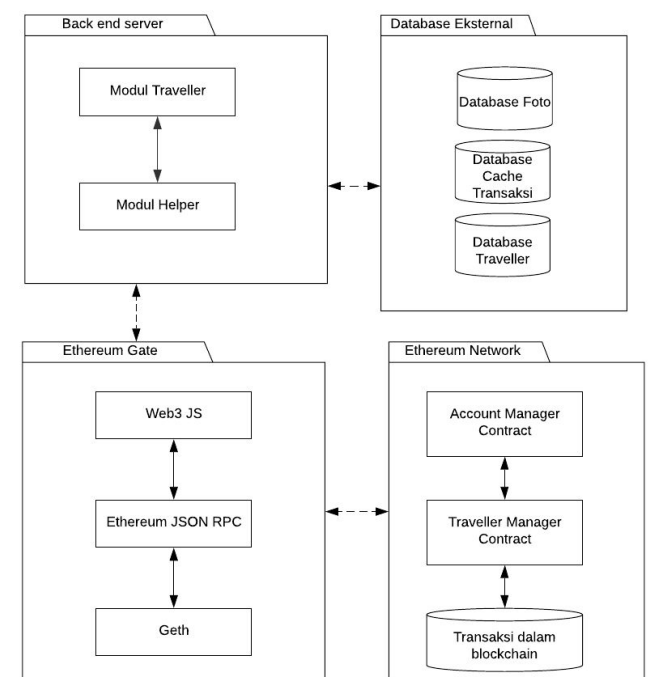 Back end server
Modul Traveller
Modul Helper
Database Eksternal
Database Foto
Database
Cache
Transaksi
Database
Traveller
Ethereum Gate
Web3 JS
Ethereum JSON RPC
Geth
Ethereum Network
Account Manager
Contract
Traveller Manager
Contract
Transaksi dalam
blockchain